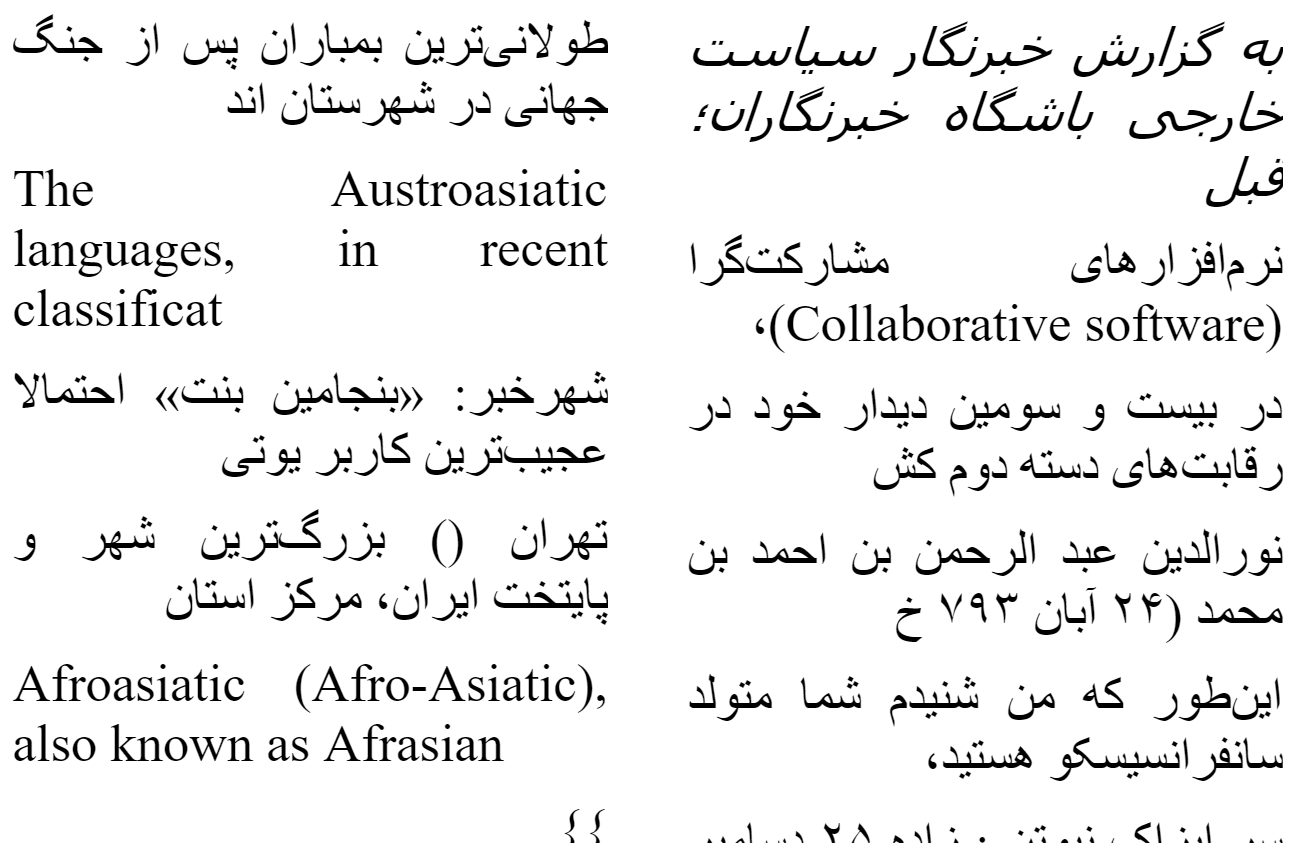 به گزارش خبرنگار سیاست
خارجی باشگاه خبرنگاران؛
قبل
نرم‌افزارهای مشارکت‌گرا
(Collaborative software)،
در بیست و سومین دیدار خود در
رقابت‌های دسته دوم کش
نورالدین عبد الرحمن بن احمد بن
محمد (۲۴ آبان ۷۹۳ خ
این‌طور که من شنیدم شما متولد
سانفرانسیسکو هستید،
طولانی‌ترین بمباران پس از جنگ
جهانی در شهرستان اند
The Austroasiatic
languages, in recent
classificat
شهرخبر: «بنجامین بنت» احتمالا
عجیب‌ترین کاربر یوتی
تهران () بزرگ‌ترین شهر و
پایتخت ایران، مرکز استان
Afroasiatic (Afro-Asiatic),
also known as Afrasian
}}